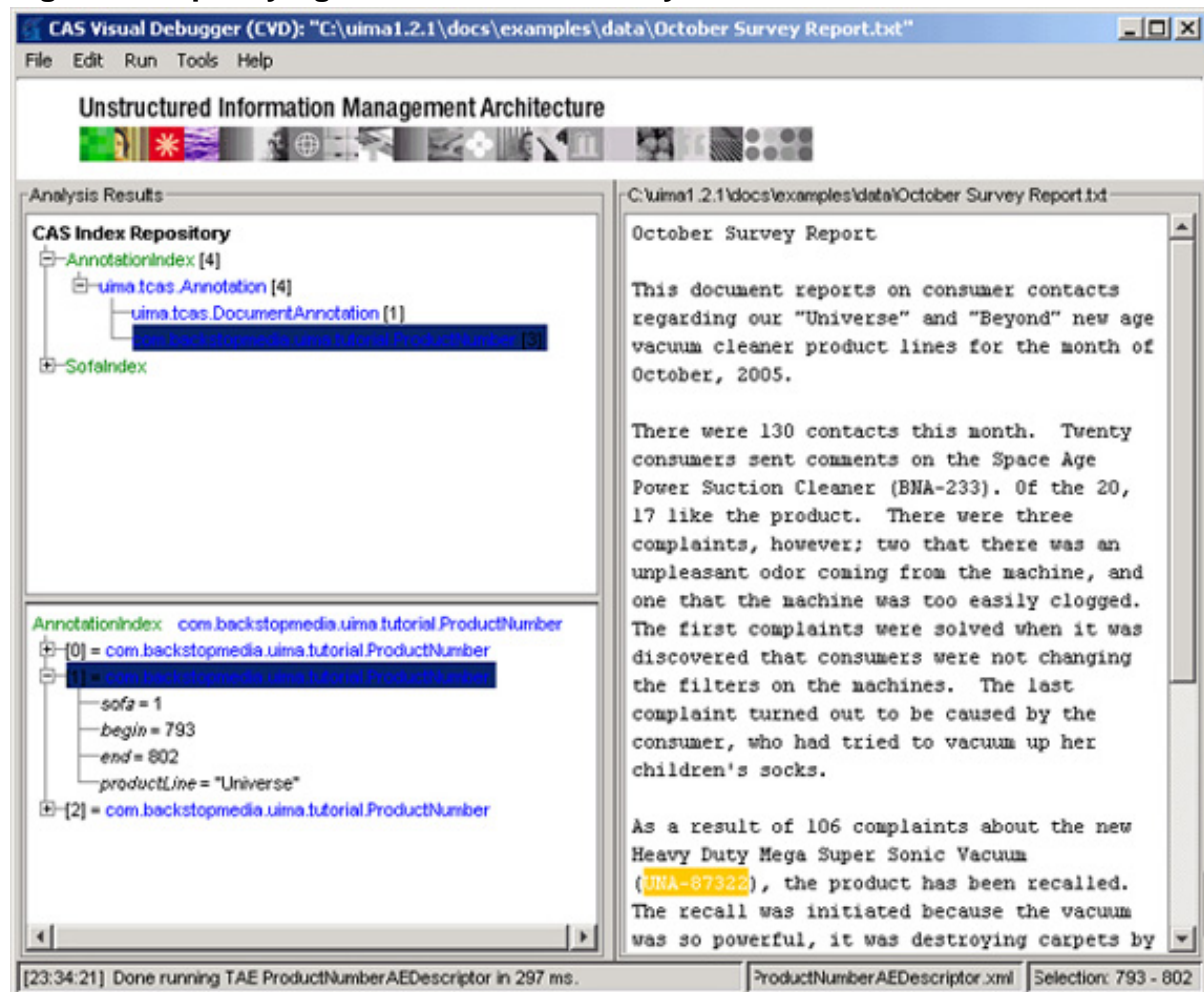 CAS Visual Debugger (CVD): "C:\uima1.2.1\docs\examples\data\October Survey Report.txt"
File Edit Run Tools Help
Unstructured Information Management Architecture
Analysis Results
CAS Index Repository
AnnotationIndex [4]
uima.tcas.Annotation [4]
uima.tcas.DocumentAnnotation [1]
com.backstopmedia.uima.tutorial.ProductNumber [3]
SofaIndex
AnnotationIndex com.backstopmedia.uima.tutorial.ProductNumber
[0] = com.backstopmedia.uima.tutorial.ProductNumber
[1] = com.backstopmedia.uima.tutorial.ProductNumber
sofa = 1
begin = 793
end = 802
productLine = "Universe"
[2] = com.backstopmedia.uima.tutorial.ProductNumber
C:\uima1.2.1\docs\examples\data\October Survey Report.txt
October Survey Report
This document reports on consumer contacts
regarding our "Universe" and "Beyond" new age
vacuum cleaner product lines for the month of
October, 2005.
There were 130 contacts this month. Twenty
consumers sent comments on the Space Age
Power Suction Cleaner (BNA-233). Of the 20,
17 like the product. There were three
complaints, however; two that there was an
unpleasant odor coming from the machine, and
one that the machine was too easily clogged.
The first complaints were solved when it was
discovered that consumers were not changing
the filters on the machines. The last
complaint turned out to be caused by the
consumer, who had tried to vacuum up her
children's socks.
As a result of 106 complaints about the new
Heavy Duty Mega Super Sonic Vacuum
(UNA-87322), the product has been recalled.
The recall was initiated because the vacuum
was so powerful, it was destroying carpets by
[23:34:21] Done running TAE ProductNumberAEDescriptor in 297 ms.
ProductNumberAEDescriptor.xml
Selection: 793 - 802